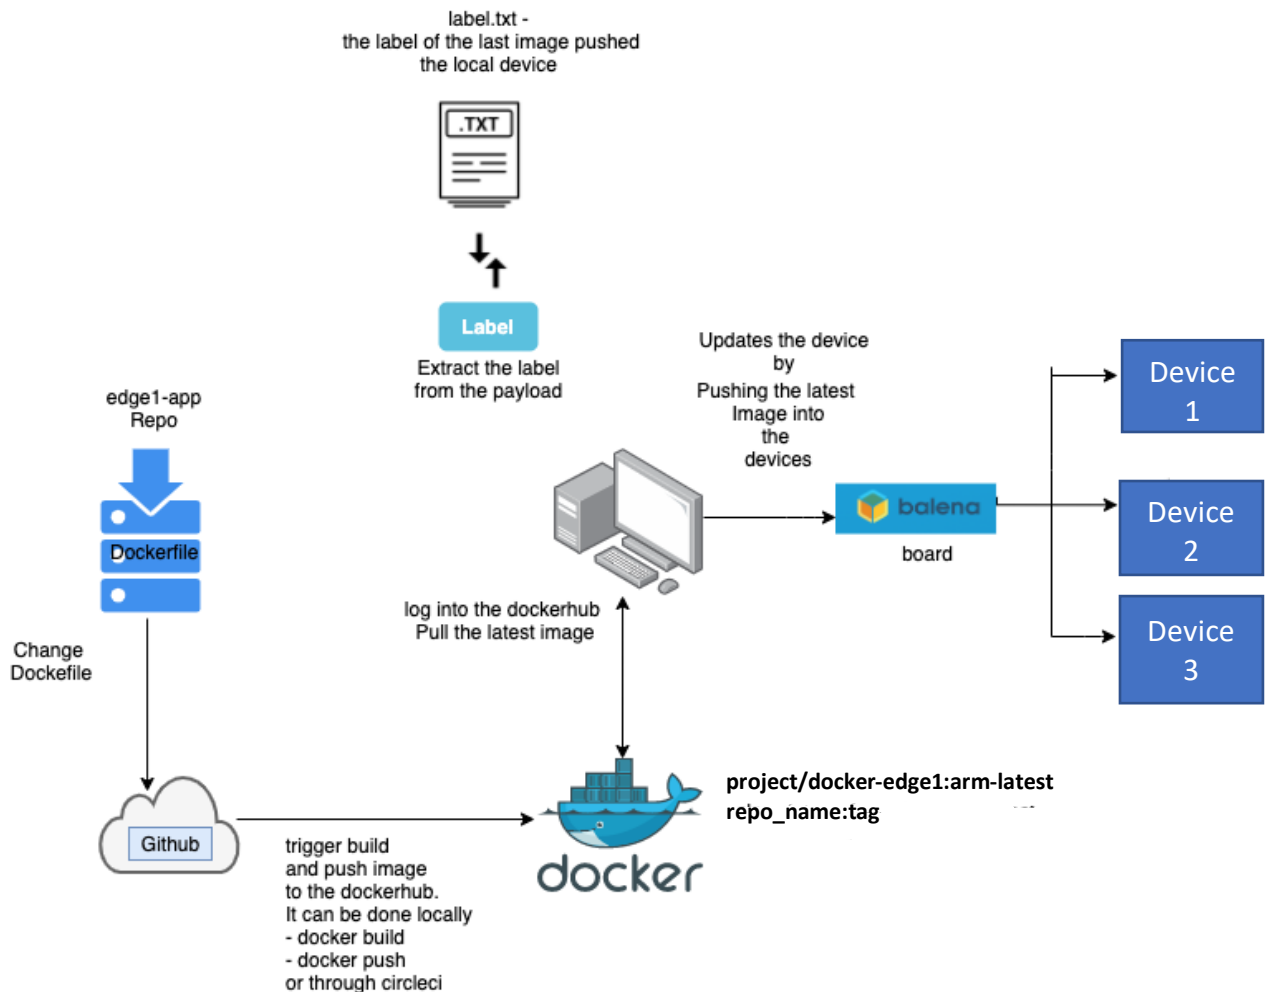 label.txt -
the label of the last image pushed
the local device
.TXT
Label
Extract the label
from the payload
Updates the device
by
Pushing the latest
Image into
the
devices
Device
1
edge1-app
Repo
Dockerfile
balena
board
Device
2
log into the dockerhub
Pull the latest image
Device
3
Change
Dockefile
Github
trigger build
and push image
to the dockerhub.
It can be done locally
- docker build
- docker push
or through circleci
docker
project/docker-edge1:arm-latest
repo_name:tag